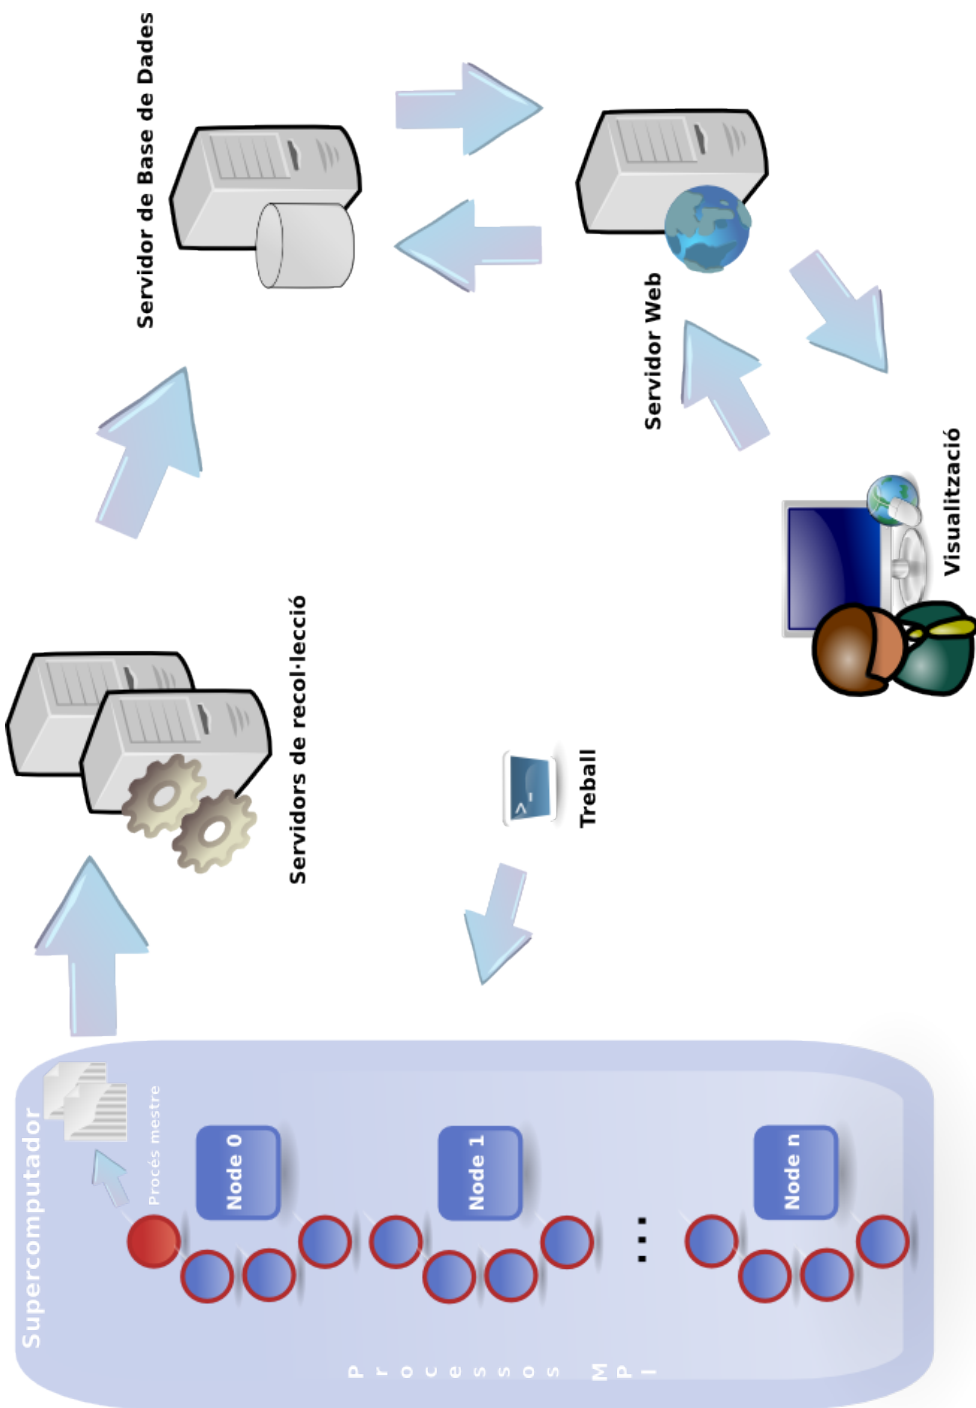 Supercomputador
Procés mestre
Node 0
Node 1
...
Node n
Processos MPI
Servidors de recol·lecció
Treball
Servidor de Base de Dades
Servidor Web
Visualització
>_